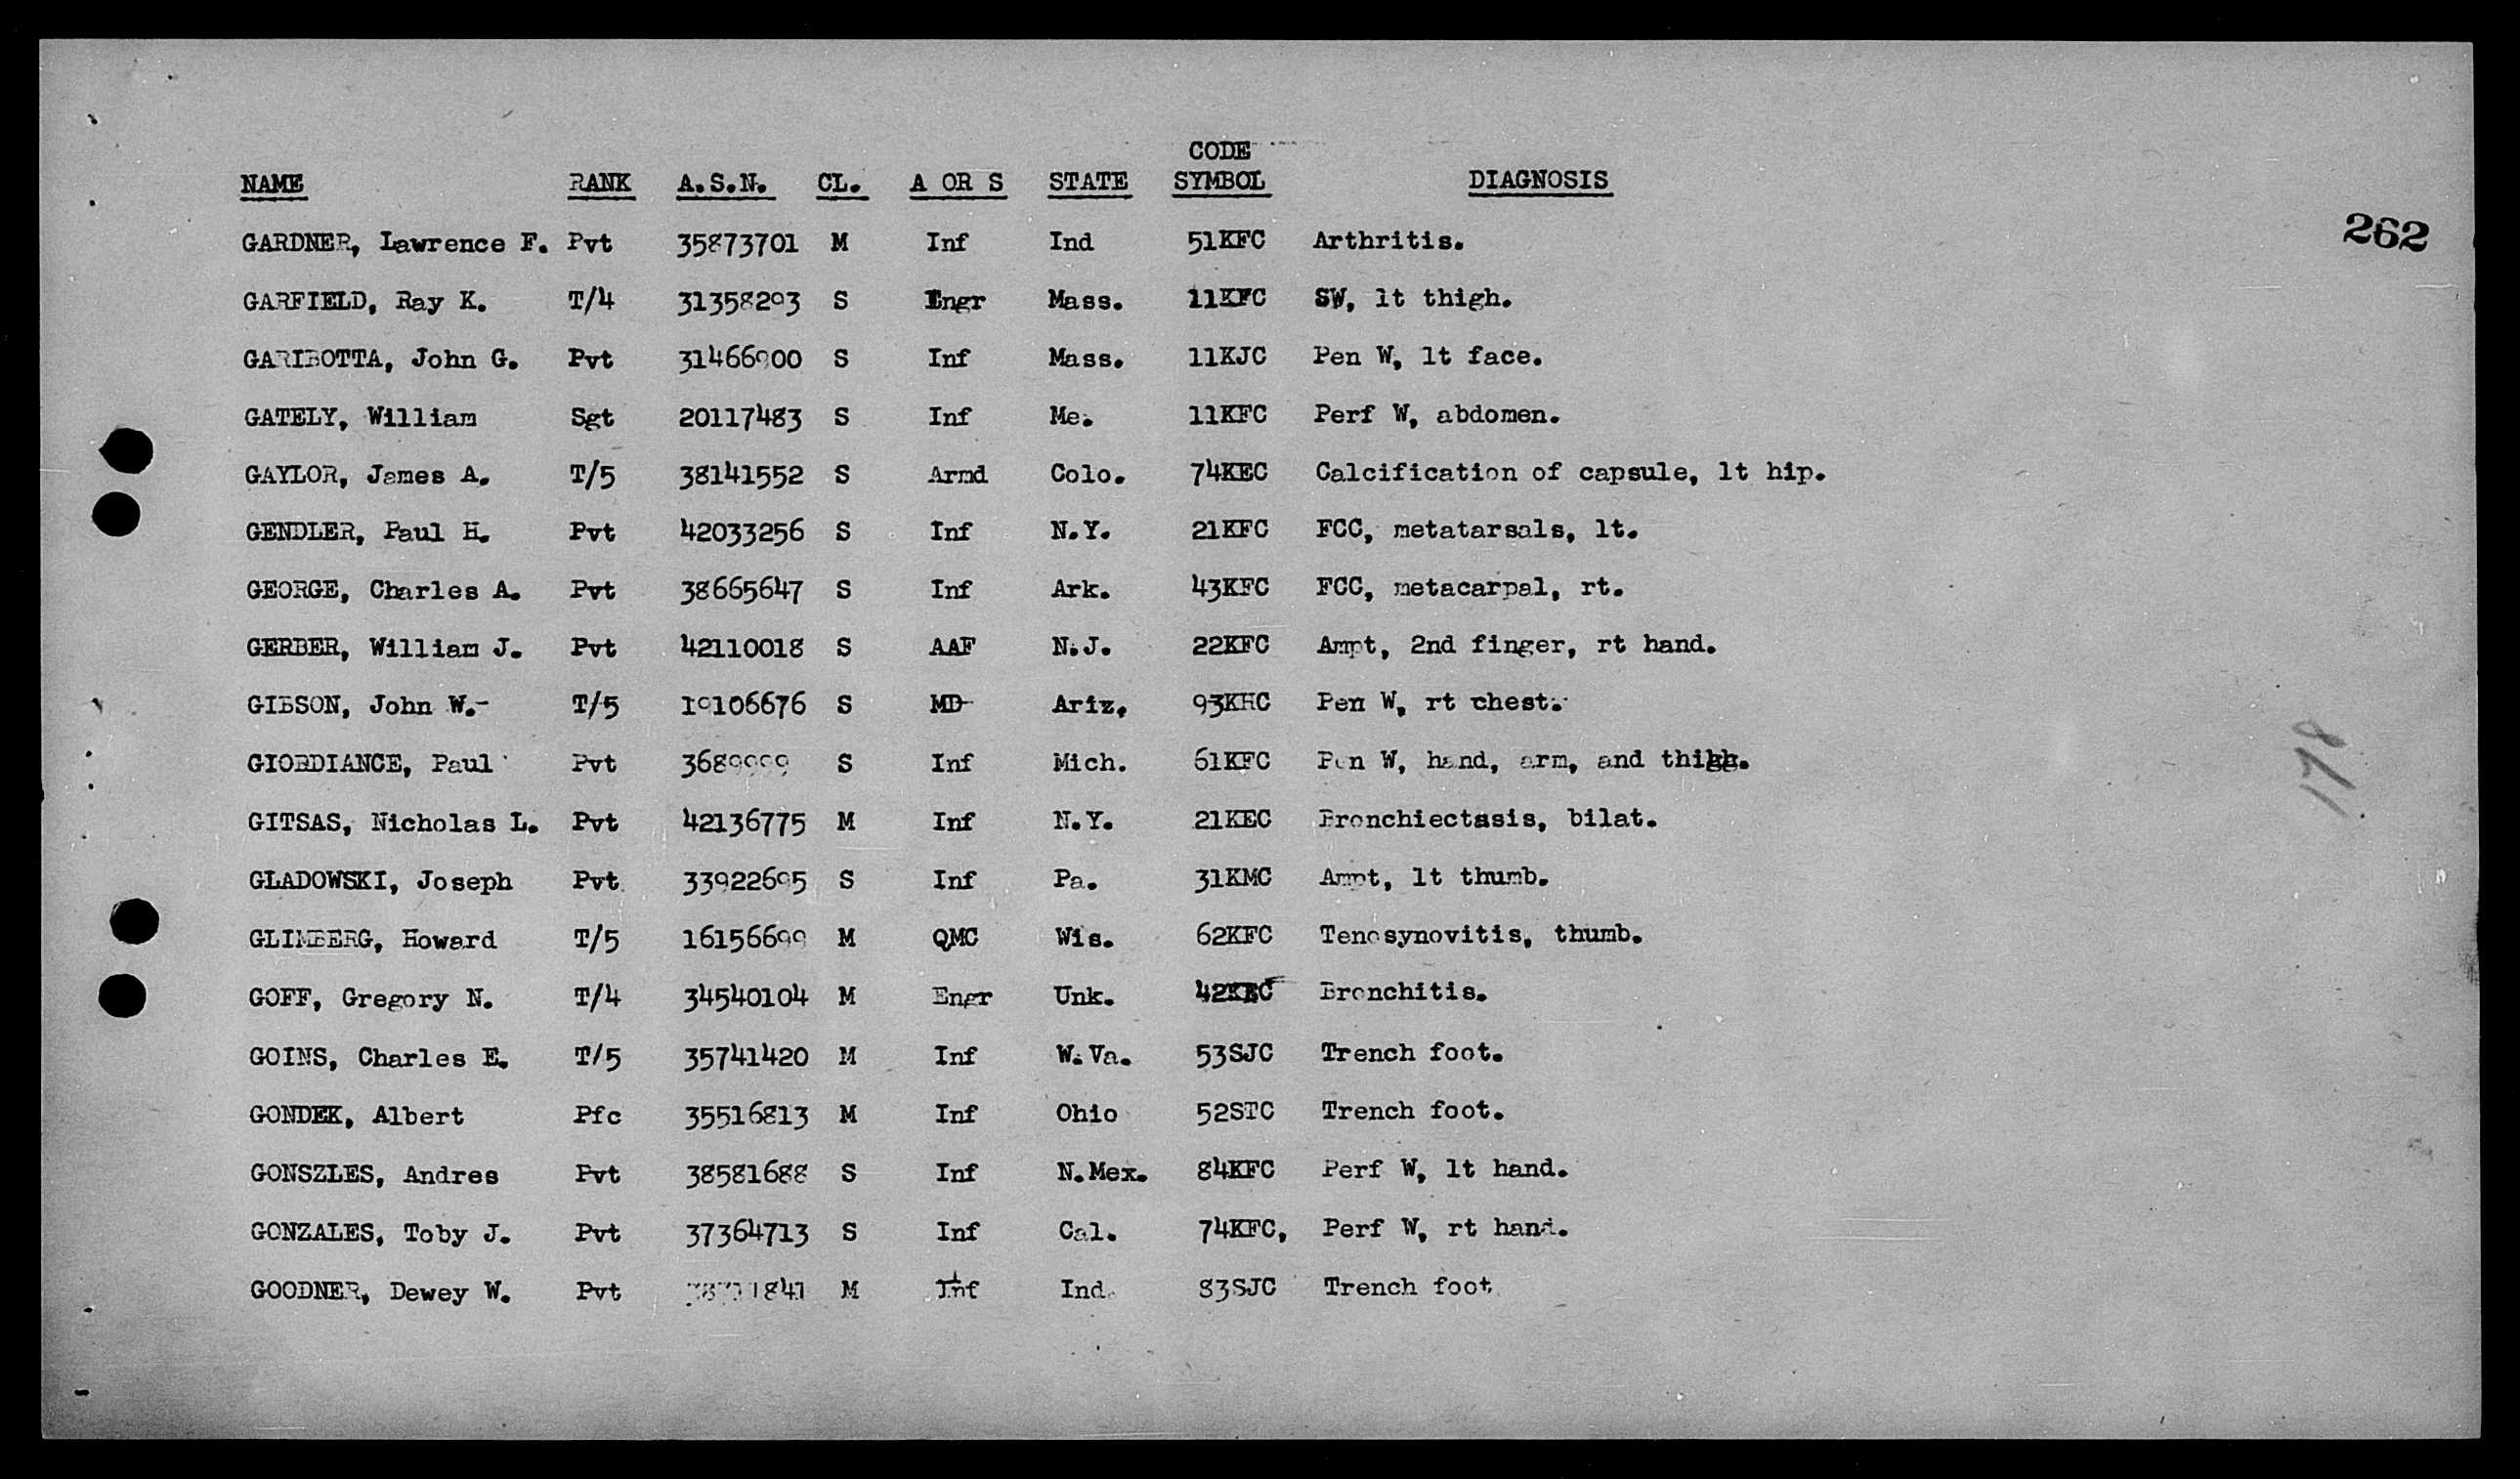 CODE
NAME RANK A.S.N. CL. A OR S STATE SYMBOL DIAGNOSIS
262
GARDNER, Lawrence F. Pvt 35873701 M Inf Ind 51KFC Arthritis.
GARFIELD, Ray K. T/4 31358293 S Engr Mass. 11KFC SW, lt thigh.
GARIBOTTA, John G. Pvt 31466900 S Inf Mass. 11KJC Pen W, lt face.
GATELY, William Sgt 20117483 S Inf Me. 11KFC Perf W, abdomen.
GAYLOR, James A. T/5 38141552 S Armd Colo. 74KEC Calcification of capsule, lt hip.
GENDLER, Paul H. Pvt 42033256 S Inf N.Y. 21KFC FCC, metatarsals, lt.
GEORGE, Charles A. Pvt 38665647 S Inf Ark. 43KFC FCC, metacarpal, rt.
GERBER, William J. Pvt 42110018 S AAF N.J. 22KFC Ampt, 2nd finger, rt hand.
GIBSON, John W.- T/5 19106676 S MD Ariz. 93KHC Pen W, rt chest.
GIOEDIANCE, Paul Pvt S Inf Mich. 61KFC Pen W, hand, arm, and
GITSAS, Nicholas L. Pvt 42136775 M Inf N.Y. 21KEC Bronchiectasis, bilat.
GLADOWSKI, Joseph Pvt 33922695 S Inf Pa. 31KMC Ampt, lt thumb.
GLIMBERG, Howard T/5 16156699 M QMC Wis. 62KFC Tenosynovitis, thumb.
GOFF, Gregory N. T/4 34540104 M Engr Unk. Bronchitis.
GOINS, Charles E. T/5 35741420 M Inf W.Va. 53SJC Trench foot.
GONDEK, Albert Pfc 35516813 M Inf Ohio 52STC Trench foot.
GONSZLES, Andres Pvt 38581688 S Inf N.Mex. 84KFC Perf W, lt hand.
GONZALES, Toby J. Pvt 37364713 S Inf Cal. 74KFC, Perf W, rt hand.
GOODNER, Dewey W. Pvt M Inf Ind. 83SJC Trench foot
178